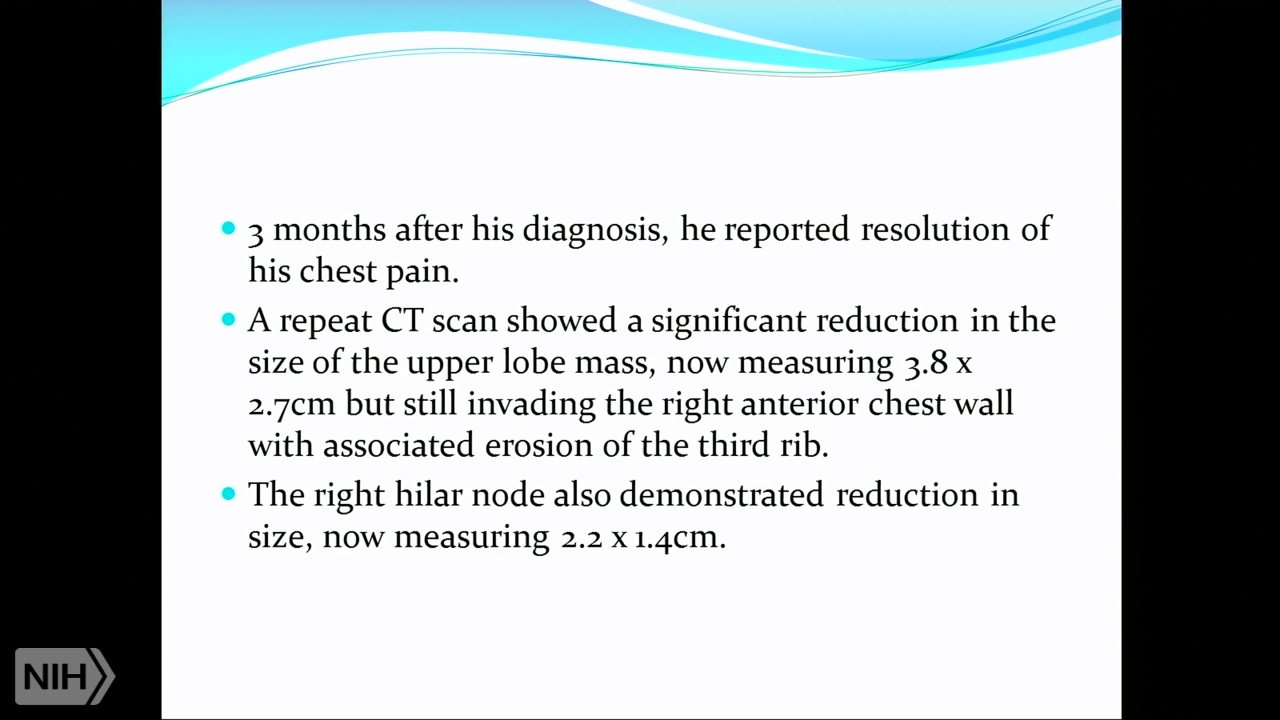 3 months after his diagnosis, he reported resolution of
his chest pain.
A repeat CT scan showed a significant reduction in the
size of the upper lobe mass, now measuring 3.8 x
2.7cm but still invading the right anterior chest wall
with associated erosion of the third rib.
The right hilar node also demonstrated reduction in
size, now measuring 2.2 x 1.4cm.
NIH